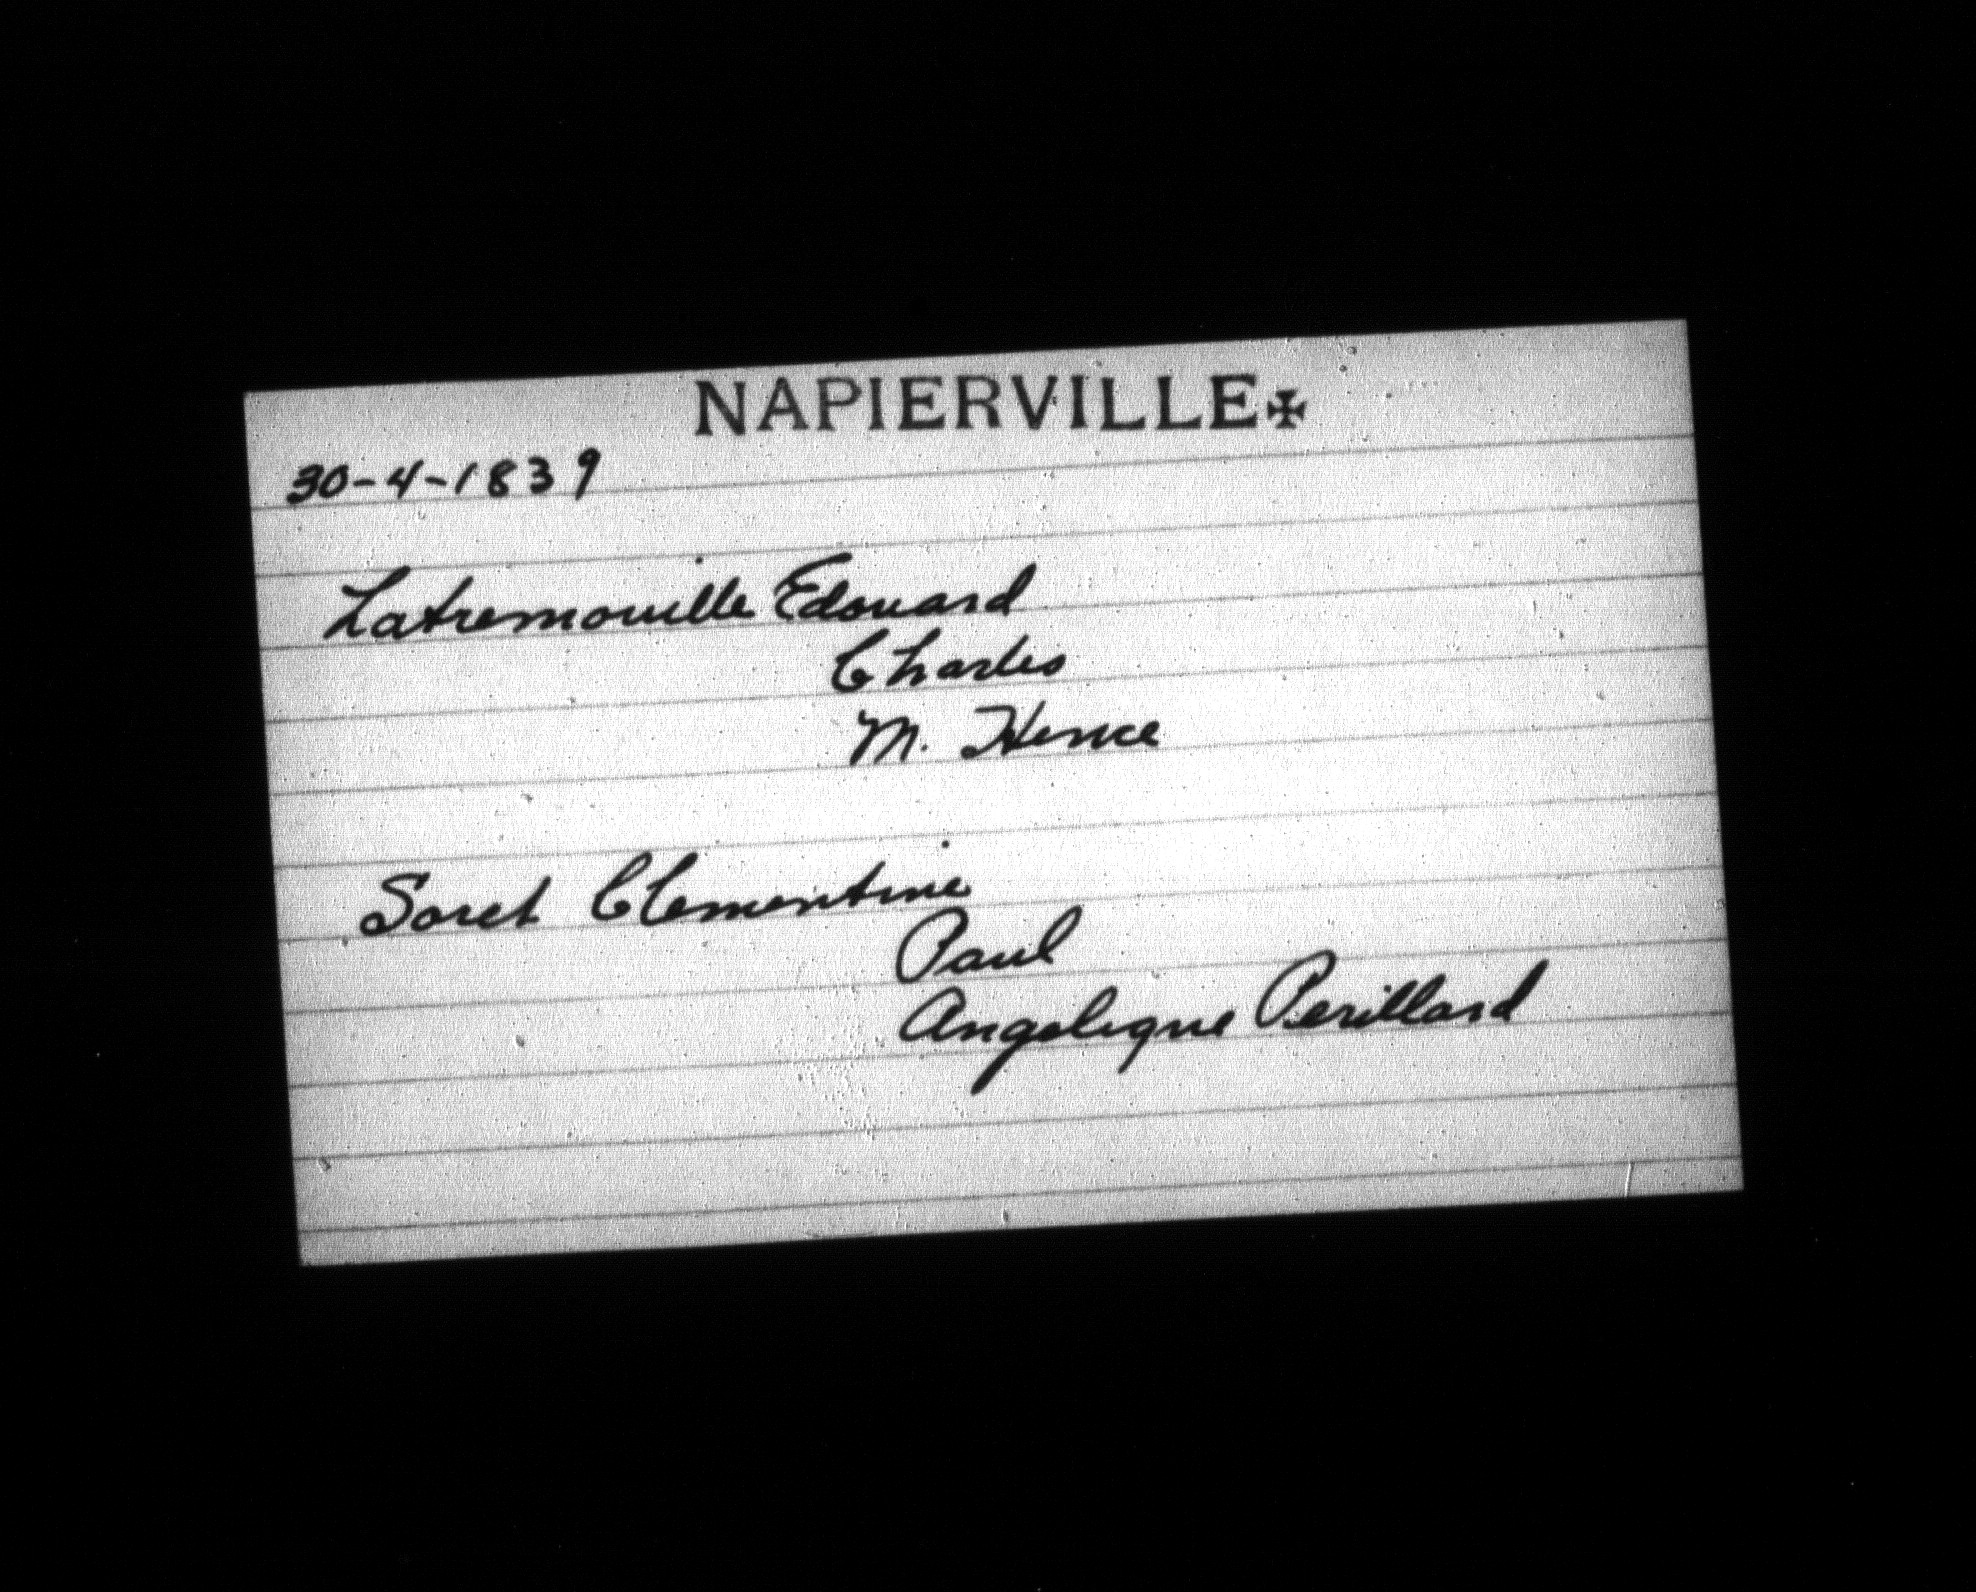 NAPIERVILLE✠
30-4-1839
Latremouille Edouard
Charles
M. Hence
Soret Clementine
Paul
Angelique Perillard